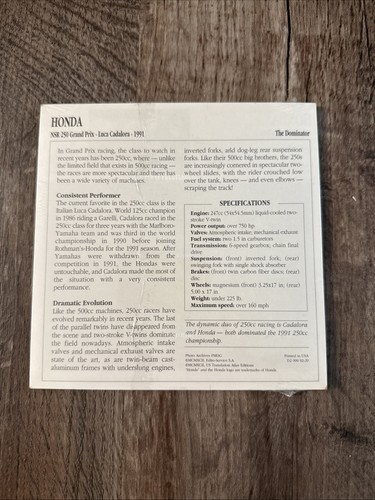 HONDA
NSR 250 Grand Prix - Luca Cadalora - 1991
The Dominator
In Grand Prix racing, the class to watch in
recent years has been 250cc, where — unlike
the limited field that exists in 500cc racing —
the races are more spectacular and there has
been a wide variety of machines.
Consistent Performer
The current favorite in the 250cc class is the
Italian Luca Cadalora. World 125cc champion
in 1986 riding a Garelli, Cadalora raced in the
250cc class for three years with the Marlboro-
Yamaha team and was third in the world
championship in 1990 before joining
Rothman's-Honda for the 1991 season. After
Yamahas were withdrawn from the
competition in 1991, the Hondas were
untouchable, and Cadalora made the most of
the situation with a very consistent
performance.
Dramatic Evolution
Like the 500cc machines, 250cc racers have
evolved remarkably in recent years. The last
of the parallel twins have disappeared from
the scene and two-stroke V-twins dominate
the field nowadays. Atmospheric intake
valves and mechanical exhaust valves are
state of the art, as are twin-beam cast-
aluminum frames with underslung engines,
inverted forks, add dog-leg rear suspension
forks. Like their 500cc big brothers, the 250s
are increasingly cornered in spectacular two-
wheel slides, with the rider crouched low
over the tank, knees — and even elbows —
scraping the track!
SPECIFICATIONS
Engine: 247cc (54x54.5mm) liquid-cooled two-
stroke V-twin
Power output: over 750 hp
Valves: Atmospheric intake; mechanical exhaust
Fuel system: two 1.5 in carburetors
Transmission: 6-speed gearbox; chain final
drive
Suspension: (front) inverted fork; (rear)
swinging fork with single shock absorber
Brakes: (front) twin carbon fiber discs; (rear)
disc
Wheels: magnesium (front) 3.25x17 in, (rear)
5.00 x 17 in
Weight: under 225 lb.
Maximum speed: over 160 mph
The dynamic duo of 250cc racing is Cadalora
and Honda — both dominated the 1991 250cc
championship.
Printed in USA
"Honda" and the Honda logo are trademarks of Honda